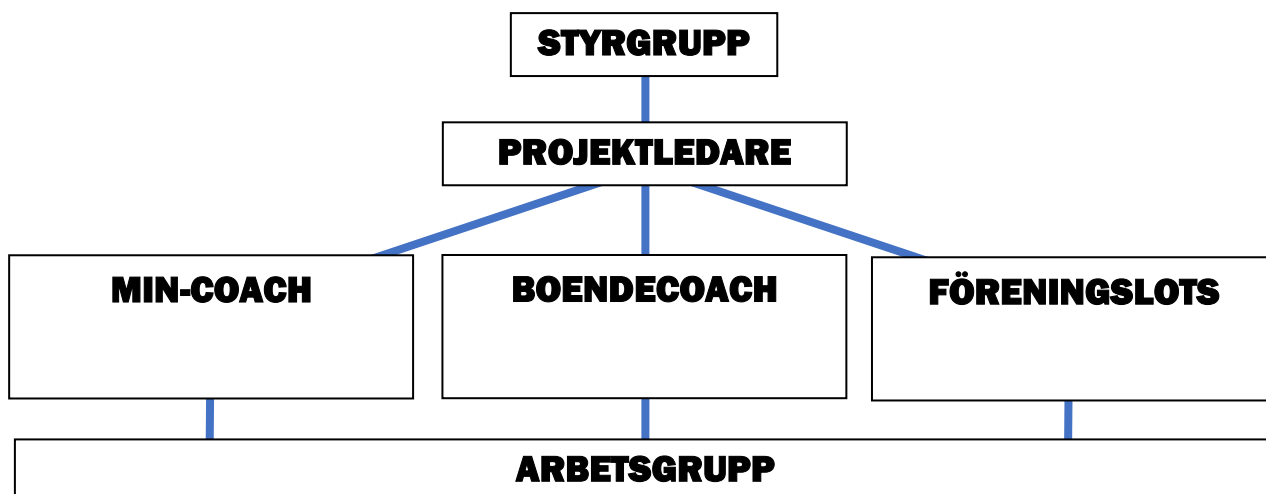 STYRGRUPP
PROJEKTLEDARE
MIN-COACH
BOENDECOACH
FÖRENINGSLOTS
ARBETSGRUPP